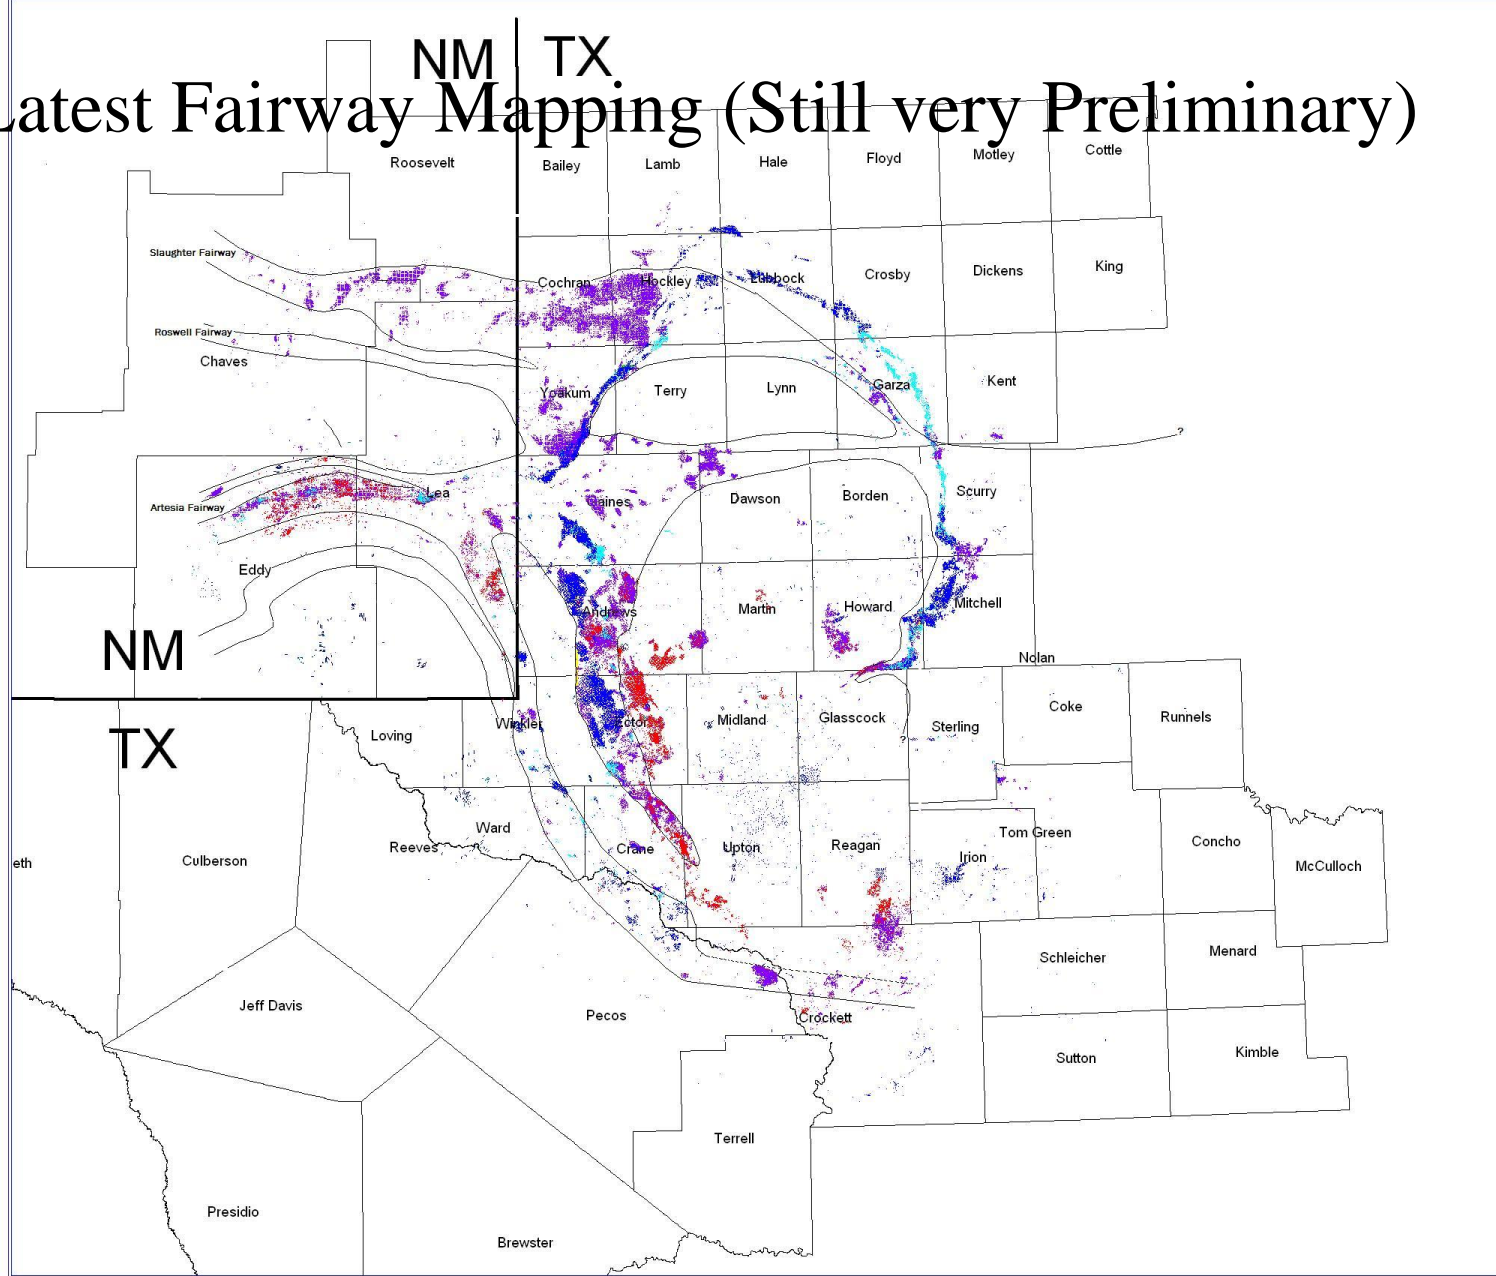 NM TX
Latest Fairway Mapping (Still very Preliminary)
Roosevelt Bailey Lamb Hale Floyd Motley Cottle
Slaughter Fairway
Cochran Hockley Lubbock Crosby Dickens King
Roswell Fairway
Chaves Yoakum Terry Lynn Garza Kent
?
Artesia Fairway
Lea Gaines Dawson Borden Scurry
Eddy Andrews Martin Howard Mitchell
NM
Nolan
TX
Loving Winkler Ector Midland Glasscock Sterling Coke Runnels
?
eth Culberson Reeves Ward Crane Upton Reagan Irion Tom Green Concho McCulloch
Jeff Davis Pecos Crockett Schleicher Menard
Sutton Kimble
Terrell
Presidio Brewster